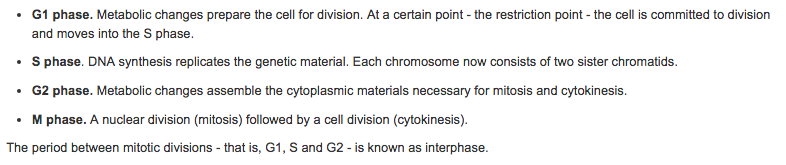 • G1 phase. Metabolic changes prepare the cell for division. At a certain point - the restriction point - the cell is committed to division
and moves into the S phase.
• S phase. DNA synthesis replicates the genetic material. Each chromosome now consists of two sister chromatids.
• G2 phase. Metabolic changes assemble the cytoplasmic materials necessary for mitosis and cytokinesis.
• M phase. A nuclear division (mitosis) followed by a cell division (cytokinesis).
The period between mitotic divisions - that is, G1, S and G2 - is known as interphase.